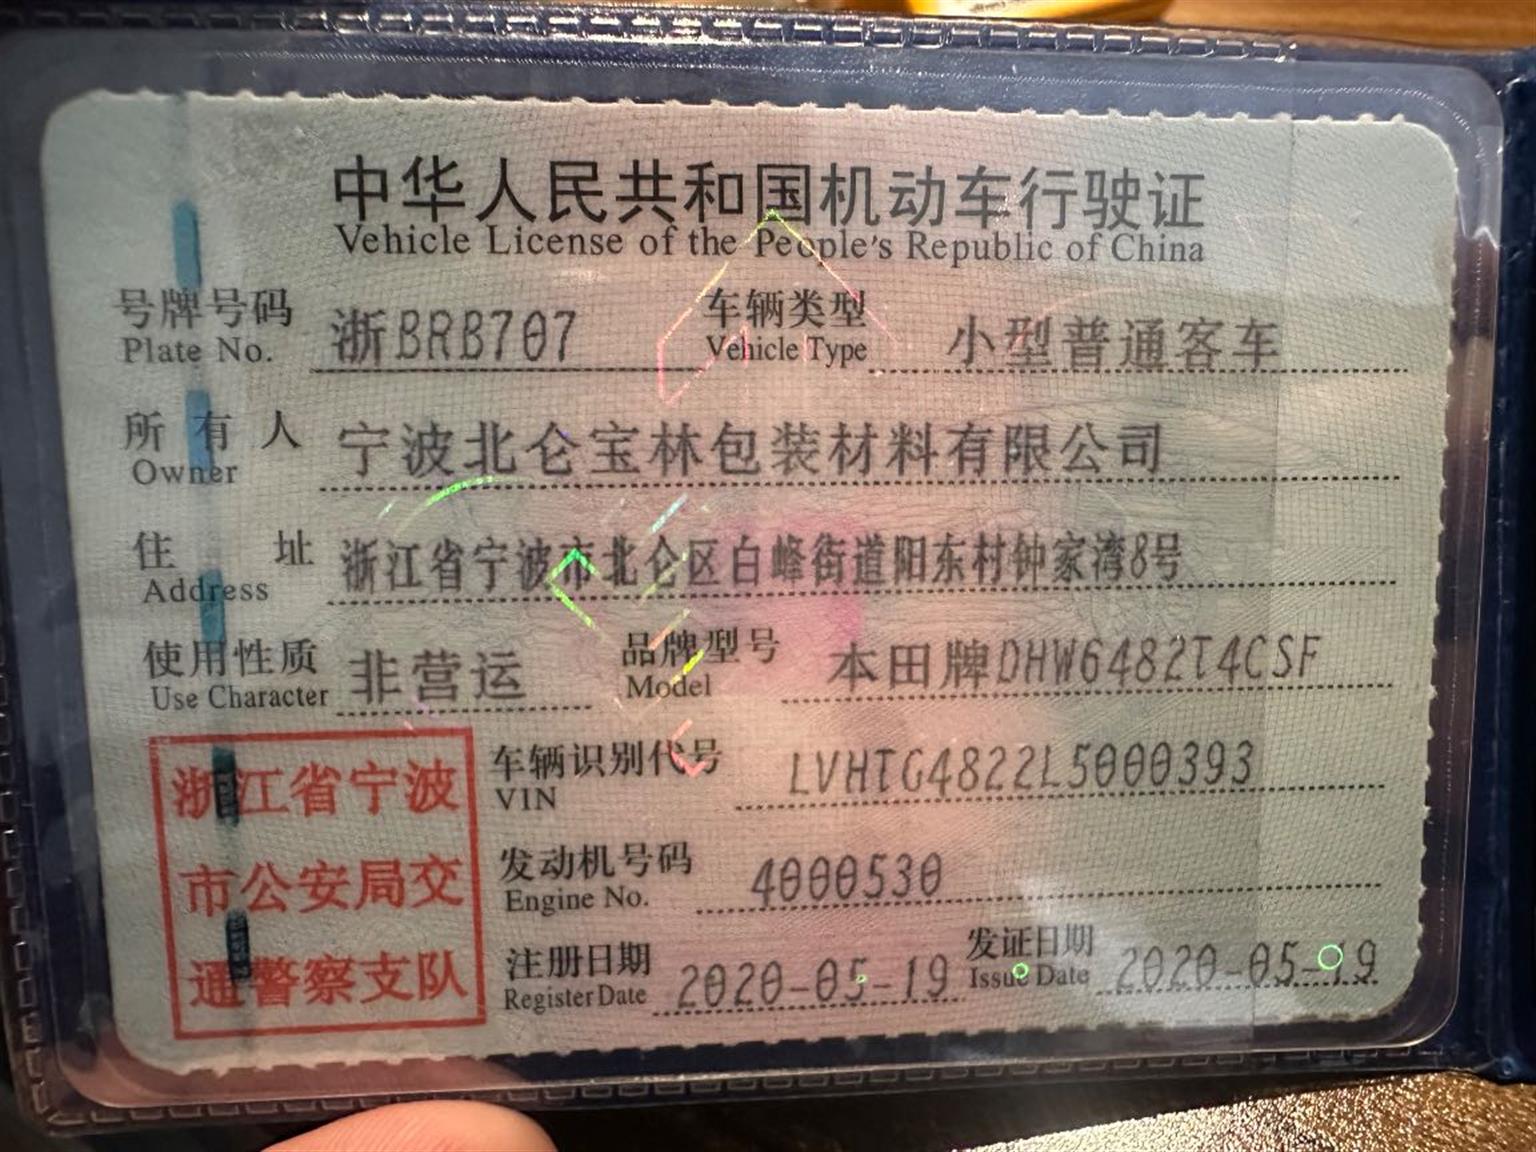 中华人民共和国机动车行驶证
Vehicle License of the People's Republic of China
号牌号码 浙BRB707 车辆类型 小型普通客车
Plate No. Vehicle Type
所有人 宁波北仑宝林包装材料有限公司
Owner
住址 浙江省宁波市北仑区白峰街道阳东村钟家湾8号
Address
使用性质 非营运 品牌型号 本田牌DHW6482T4CSF
Use Character Model
浙江省宁波
市公安局交
通警察支队
车辆识别代号 LVHTG4822L5000393
VIN
发动机号码 4000530
Engine No.
注册日期 2020-05-19 发证日期 2020-05-19
Register Date Issue Date